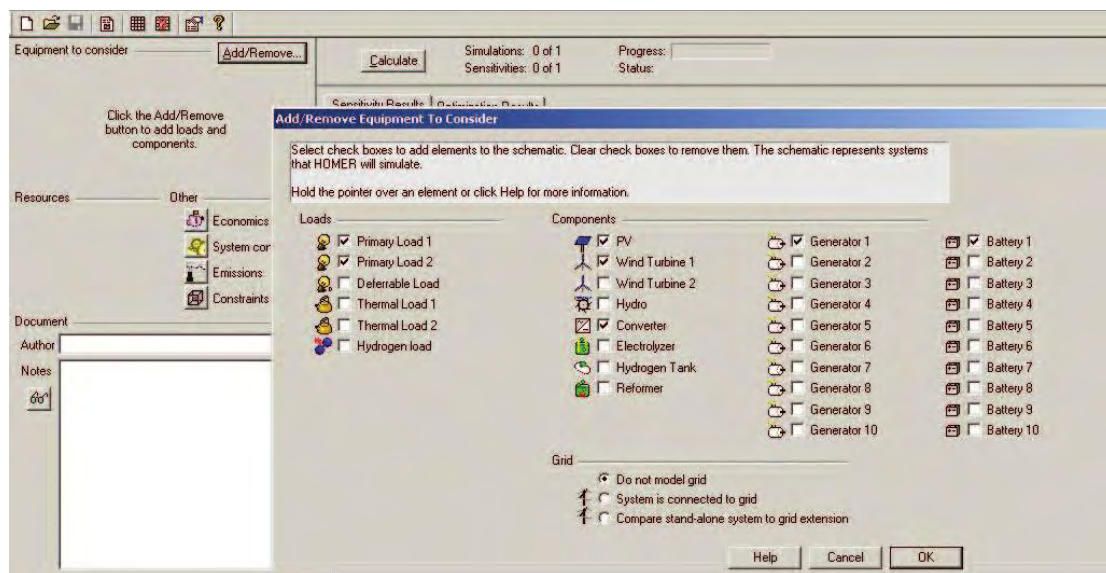 Equipment to consider
Add/Remove...
Calculate
Simulations: 0 of 1
Progress:
Sensitivities: 0 of 1
Status:
Click the Add/Remove
button to add loads and
components.
Sensitivity Results
Optimization Results
Resources
Other
Economics
System con
Emissions
Constraints
Document
Author
Notes
Add/Remove Equipment To Consider
Select check boxes to add elements to the schematic. Clear check boxes to remove them. The schematic represents systems
that HOMER will simulate.
Hold the pointer over an element or click Help for more information.
Loads
Primary Load 1
Primary Load 2
Deferrable Load
Thermal Load 1
Thermal Load 2
Hydrogen load
Components
PV
Wind Turbine 1
Wind Turbine 2
Hydro
Converter
Electrolyzer
Hydrogen Tank
Reformer
Generator 1
Generator 2
Generator 3
Generator 4
Generator 5
Generator 6
Generator 7
Generator 8
Generator 9
Generator 10
Battery 1
Battery 2
Battery 3
Battery 4
Battery 5
Battery 6
Battery 7
Battery 8
Battery 9
Battery 10
Grid
Do not model grid
System is connected to grid
Compare stand-alone system to grid extension
Help
Cancel
OK